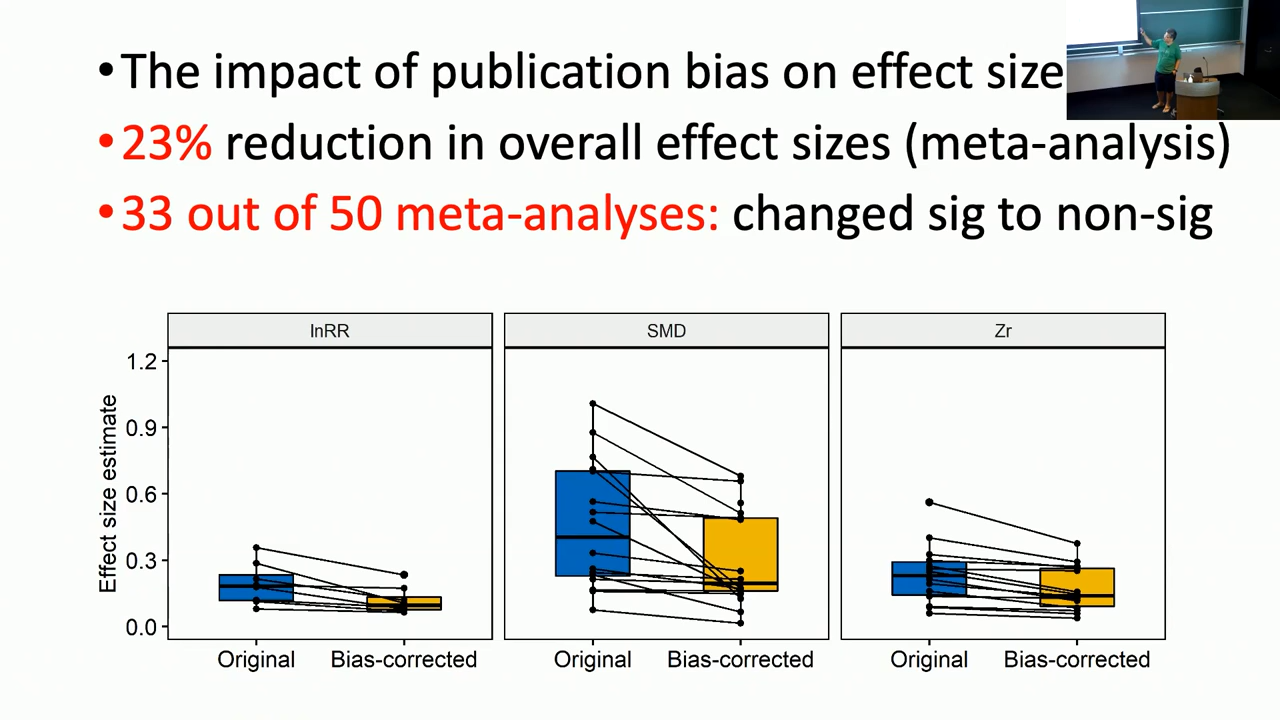 •The impact of publication bias on effect size
•23% reduction in overall effect sizes (meta-analysis)
•33 out of 50 meta-analyses: changed sig to non-sig
lnRR
SMD
Zr
Effect size estimate
1.2
0.9
0.6
0.3
0.0
Original
Bias-corrected
Original
Bias-corrected
Original
Bias-corrected